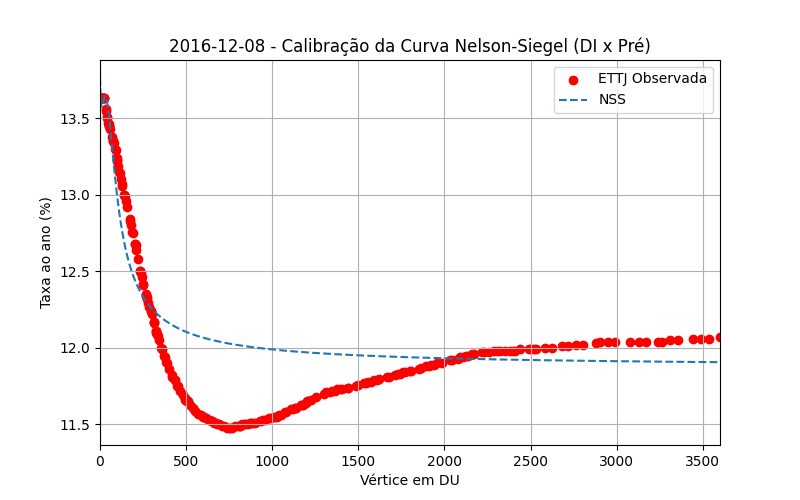 2016-12-08 - Calibração da Curva Nelson-Siegel (DI x Pré)
ETTJ Observada
NSS
Taxa ao ano (%)
13.5
13.0
12.5
12.0
11.5
0 500 1000 1500 2000 2500 3000 3500
Vértice em DU